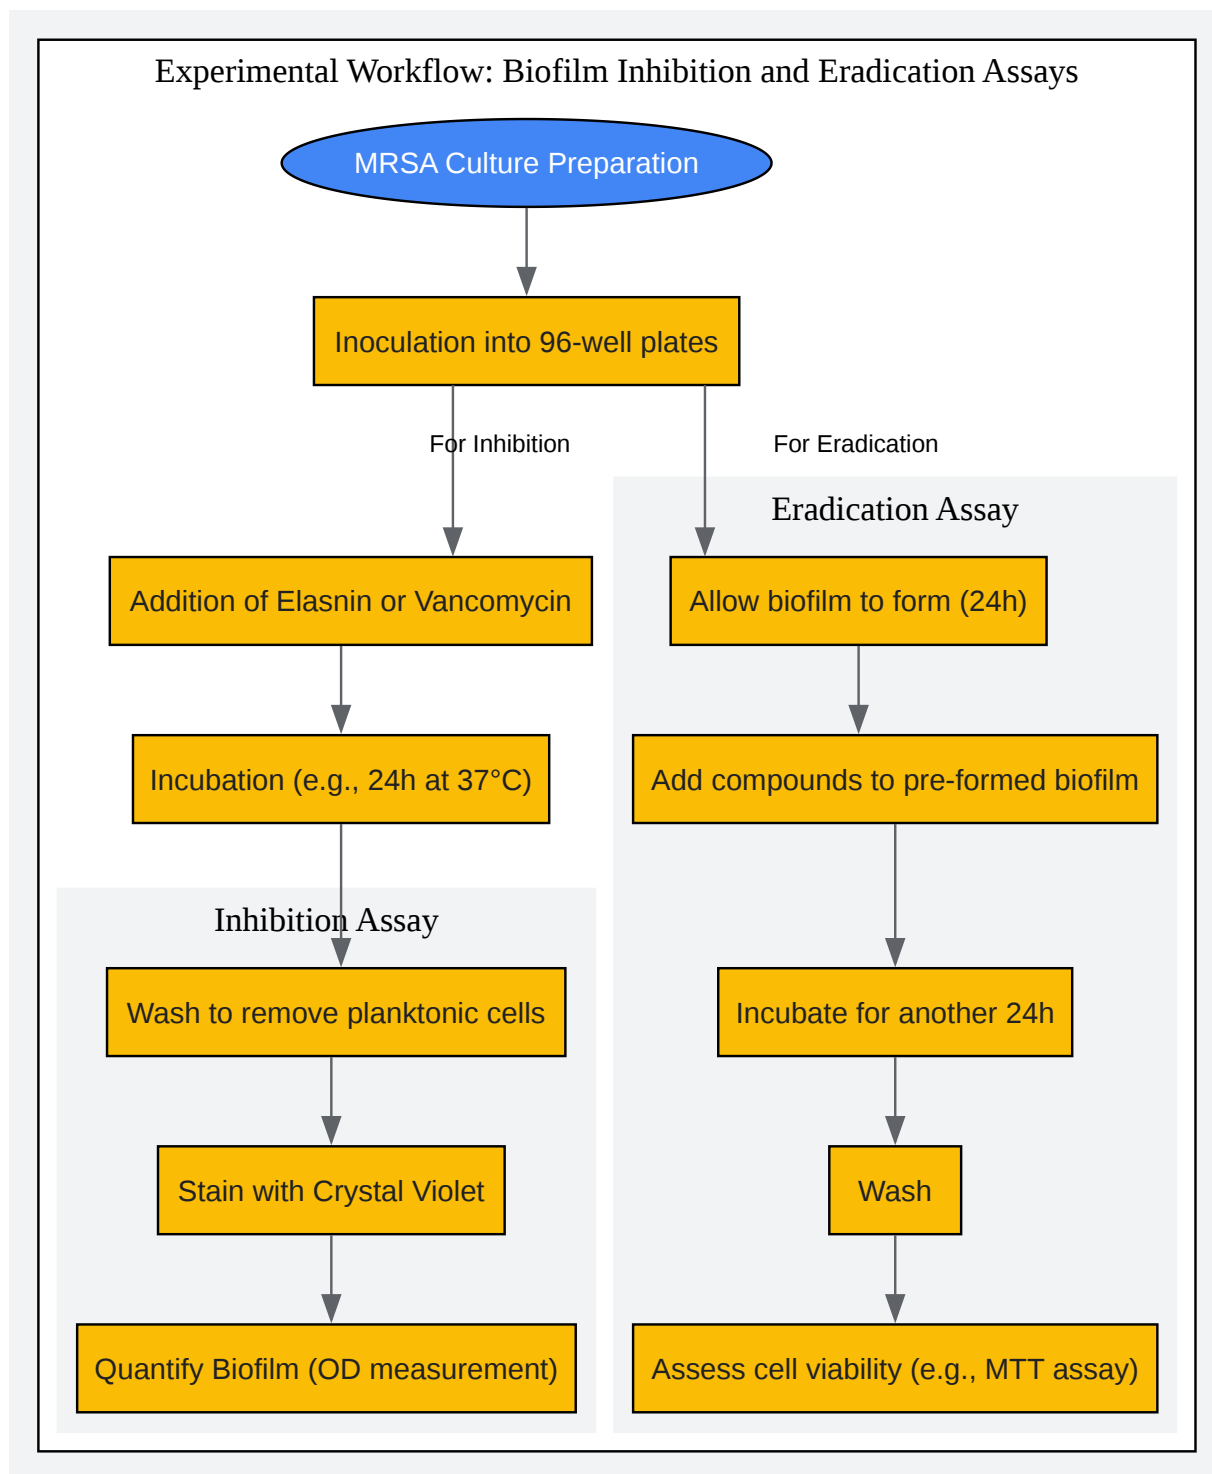 Experimental Workflow: Biofilm Inhibition and Eradication Assays
MRSA Culture Preparation
Inoculation into 96-well plates
For Inhibition
For Eradication
Eradication Assay
Addition of Elasnin or Vancomycin
Allow biofilm to form (24h)
Incubation (e.g., 24h at 37°C)
Add compounds to pre-formed biofilm
Inhibition Assay
Wash to remove planktonic cells
Incubate for another 24h
Stain with Crystal Violet
Wash
Quantify Biofilm (OD measurement)
Assess cell viability (e.g., MTT assay)